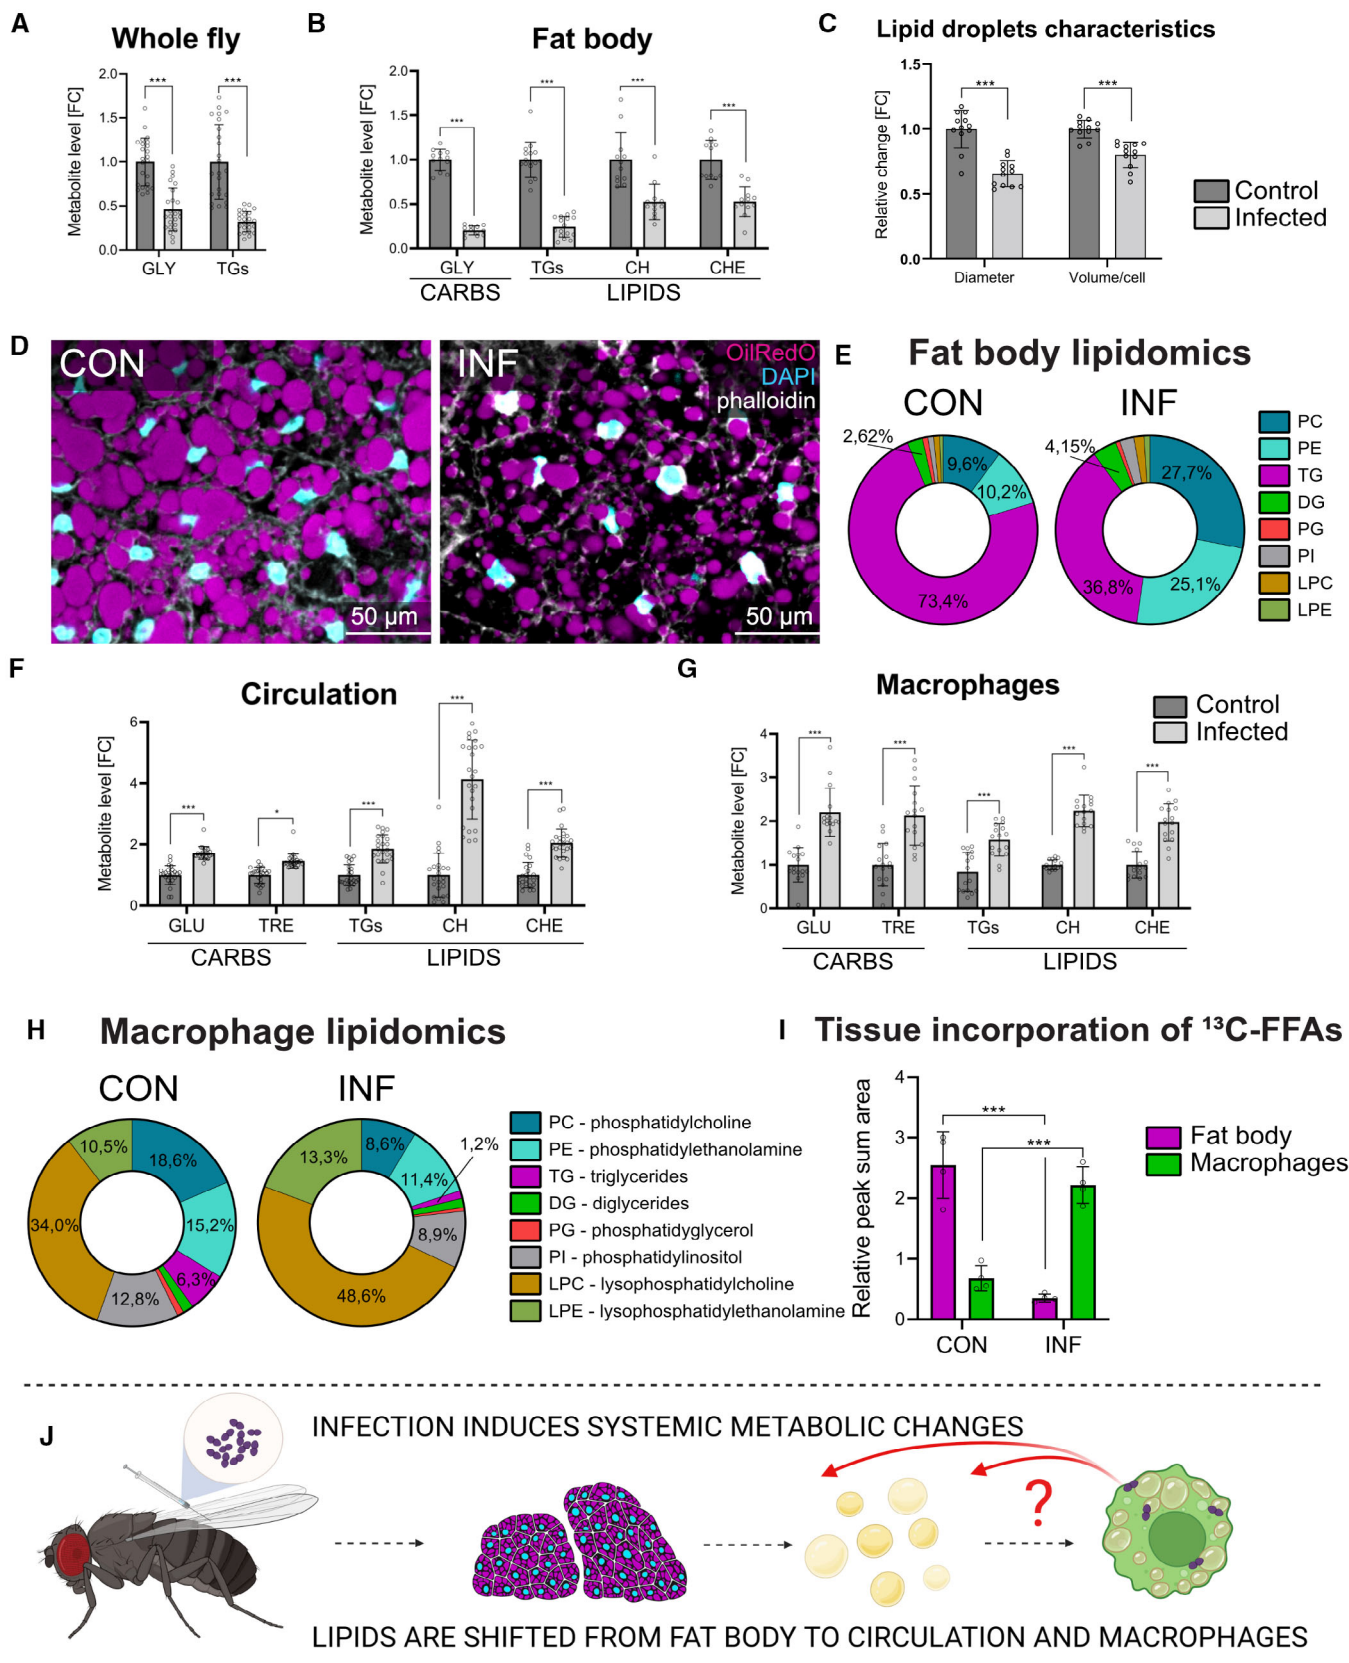 A
Whole fly
Metabolite level [FC]
2.0
1.5
1.0
0.5
0.0
***
***
GLY
TGs
B
Fat body
Metabolite level [FC]
2.0
1.5
1.0
0.5
0.0
***
***
***
***
GLY
TGs
CH
CHE
CARBS
LIPIDS
C
Lipid droplets characteristics
Relative change [FC]
1.5
1.0
0.5
0.0
***
***
Diameter
Volume/cell
Control
Infected
D
CON
50 µm
INF
OilRedO
DAPI
phalloidin
50 µm
E
Fat body lipidomics
CON
INF
2,62%
9,6%
10,2%
73,4%
4,15%
27,7%
25,1%
36,8%
PC
PE
TG
DG
PG
PI
LPC
LPE
F
Circulation
Metabolite level [FC]
6
4
2
0
***
*
***
***
***
GLU
TRE
TGs
CH
CHE
CARBS
LIPIDS
G
Macrophages
Metabolite level [FC]
4
3
2
1
0
***
***
***
***
***
GLU
TRE
TGs
CH
CHE
CARBS
LIPIDS
Control
Infected
H
Macrophage lipidomics
CON
INF
10,5%
18,6%
15,2%
6,3%
12,8%
34,0%
13,3%
8,6%
11,4%
1,2%
8,9%
48,6%
PC - phosphatidylcholine
PE - phosphatidylethanolamine
TG - triglycerides
DG - diglycerides
PG - phosphatidyglycerol
PI - phosphatidylinositol
LPC - lysophosphatidylcholine
LPE - lysophosphatidylethanolamine
I
Tissue incorporation of ¹³C-FFAs
Relative peak sum area
4
3
2
1
0
***
***
CON
INF
Fat body
Macrophages
J
INFECTION INDUCES SYSTEMIC METABOLIC CHANGES
?
LIPIDS ARE SHIFTED FROM FAT BODY TO CIRCULATION AND MACROPHAGES